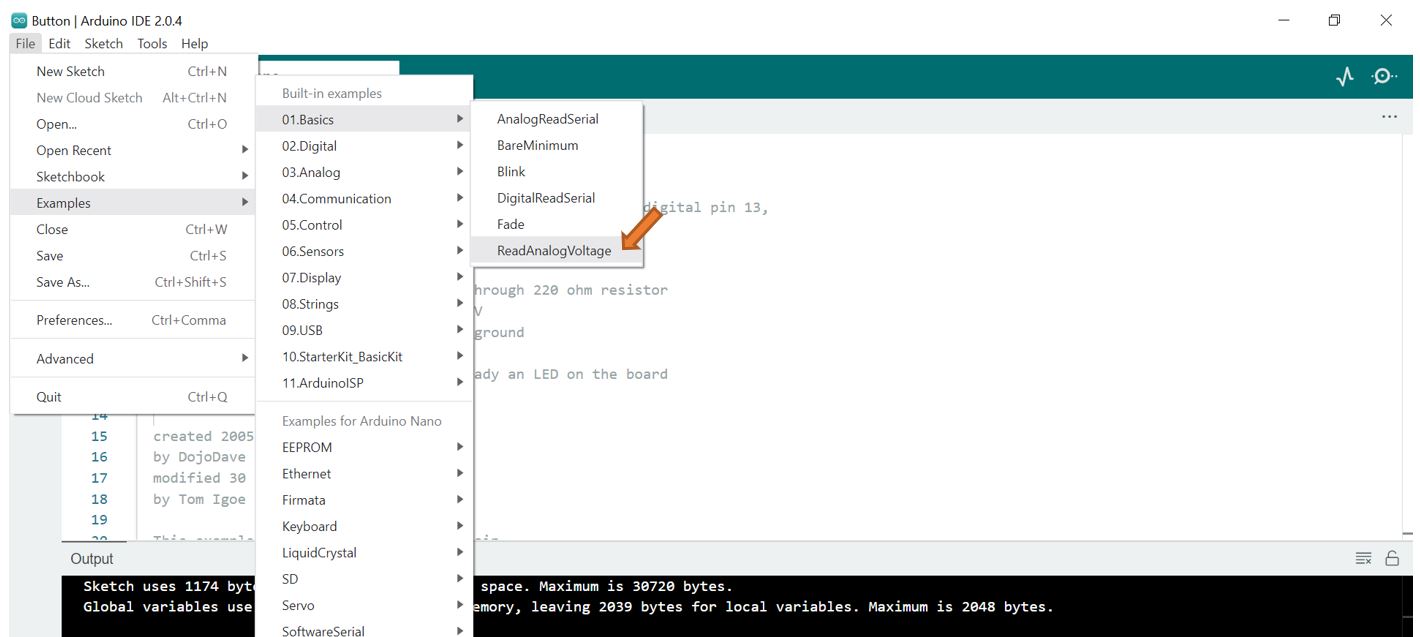 Button | Arduino IDE 2.0.4
File Edit Sketch Tools Help
New Sketch Ctrl+N
New Cloud Sketch Alt+Ctrl+N
Open... Ctrl+O
Open Recent
Sketchbook
Examples
Close Ctrl+W
Save Ctrl+S
Save As... Ctrl+Shift+S
Preferences... Ctrl+Comma
Advanced
Quit Ctrl+Q
Built-in examples
01.Basics
02.Digital
03.Analog
04.Communication
05.Control
06.Sensors
07.Display
08.Strings
09.USB
10.StarterKit_BasicKit
11.ArduinoISP
Examples for Arduino Nano
EEPROM
Ethernet
Firmata
Keyboard
LiquidCrystal
SD
Servo
SoftwareSerial
AnalogReadSerial
BareMinimum
Blink
DigitalReadSerial
Fade
ReadAnalogVoltage
digital pin 13,
hrough 220 ohm resistor
V
ground
ady an LED on the board
14
15 created 2005
16 by DojoDave
17 modified 30
18 by Tom Igoe
19
20 This example
Output
Sketch uses 1174 byt space. Maximum is 30720 bytes.
Global variables use emory, leaving 2039 bytes for local variables. Maximum is 2048 bytes.